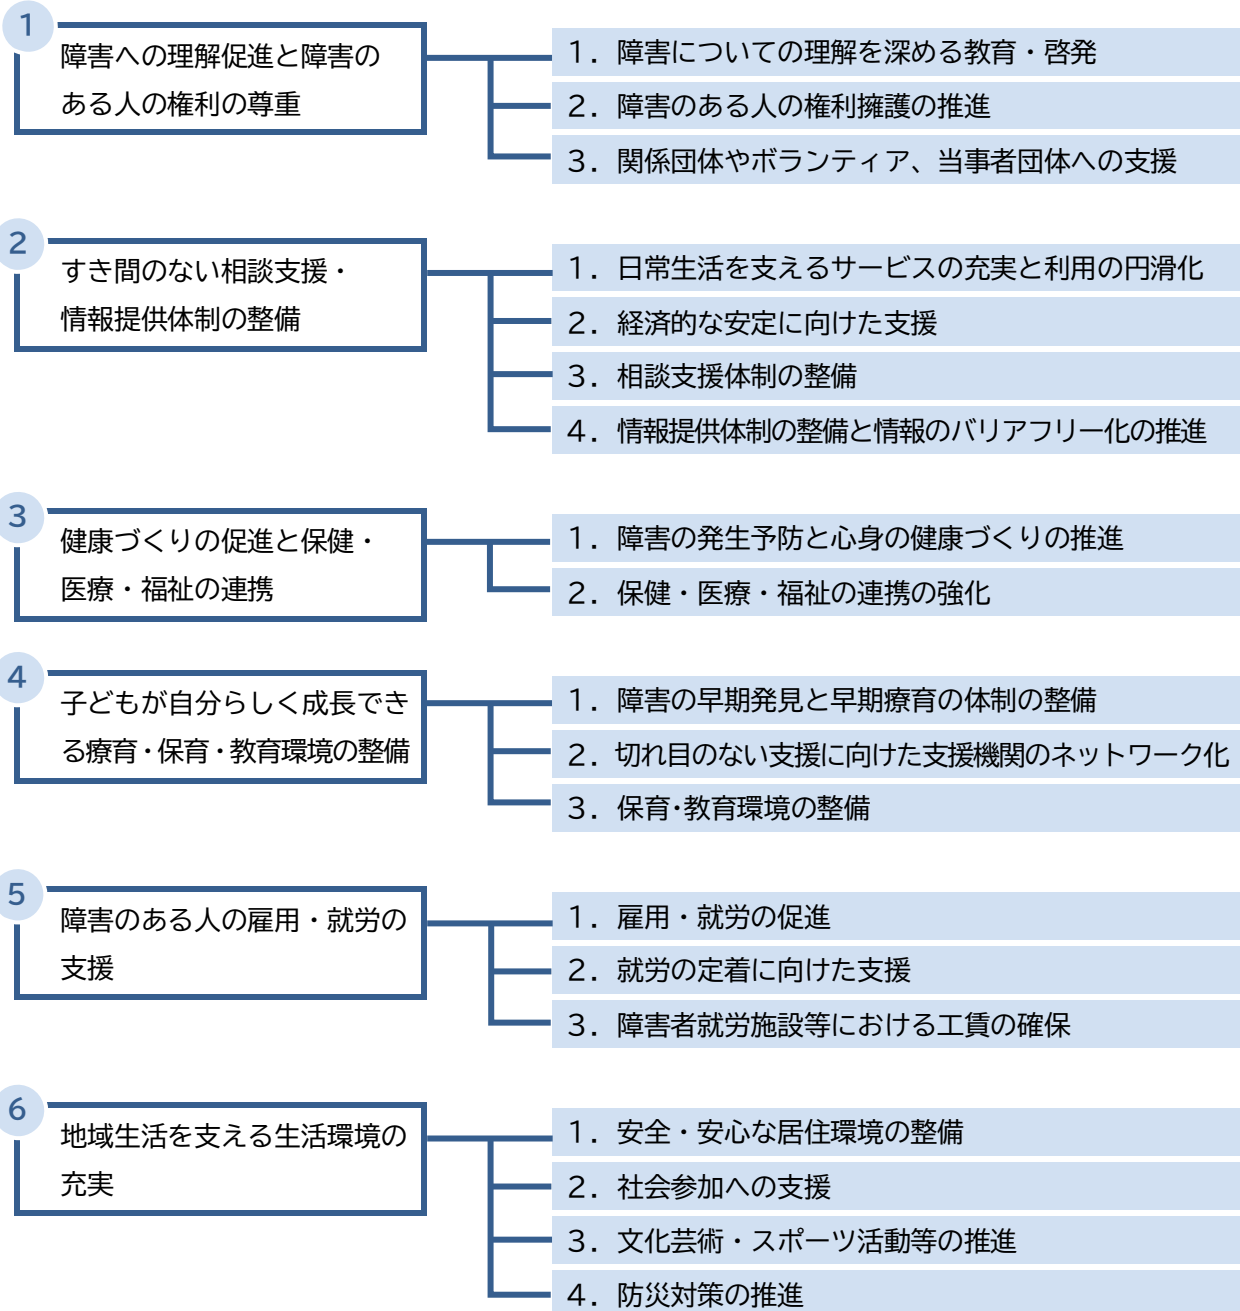 1
障害への理解促進と障害の
ある人の権利の尊重
1．障害についての理解を深める教育・啓発
2．障害のある人の権利擁護の推進
3．関係団体やボランティア、当事者団体への支援
2
すき間のない相談支援・
情報提供体制の整備
1．日常生活を支えるサービスの充実と利用の円滑化
2．経済的な安定に向けた支援
3．相談支援体制の整備
4．情報提供体制の整備と情報のバリアフリー化の推進
3
健康づくりの促進と保健・
医療・福祉の連携
1．障害の発生予防と心身の健康づくりの推進
2．保健・医療・福祉の連携の強化
4
子どもが自分らしく成長でき
る療育・保育・教育環境の整備
1．障害の早期発見と早期療育の体制の整備
2．切れ目のない支援に向けた支援機関のネットワーク化
3．保育・教育環境の整備
5
障害のある人の雇用・就労の
支援
1．雇用・就労の促進
2．就労の定着に向けた支援
3．障害者就労施設等における工賃の確保
6
地域生活を支える生活環境の
充実
1．安全・安心な居住環境の整備
2．社会参加への支援
3．文化芸術・スポーツ活動等の推進
4．防災対策の推進